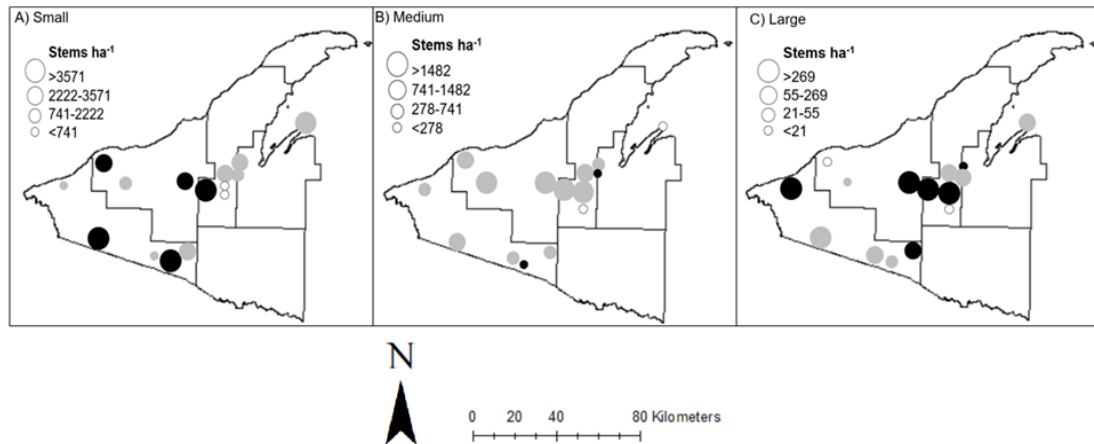 A) Small
Stems ha-1
>3571
2222-3571
741-2222
<741
B) Medium
Stems ha-1
>1482
741-1482
278-741
<278
C) Large
Stems ha-1
>269
55-269
21-55
<21
N
0 20 40 80 Kilometers